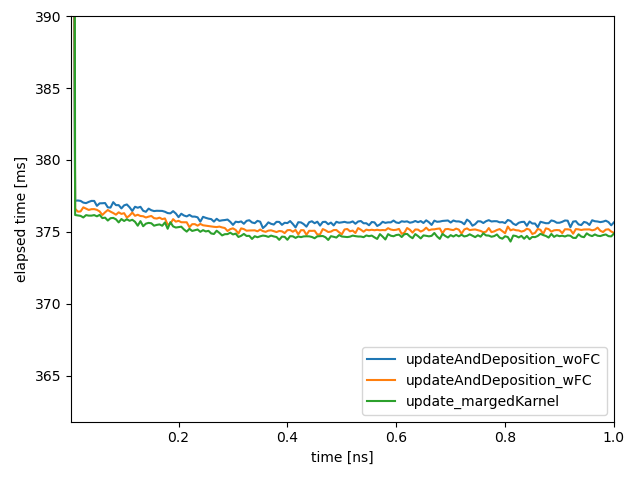 390
385
380
375
370
365
elapsed time [ms]
updateAndDeposition_woFC
updateAndDeposition_wFC
update_margedKarnel
0.2 0.4 0.6 0.8 1.0
time [ns]